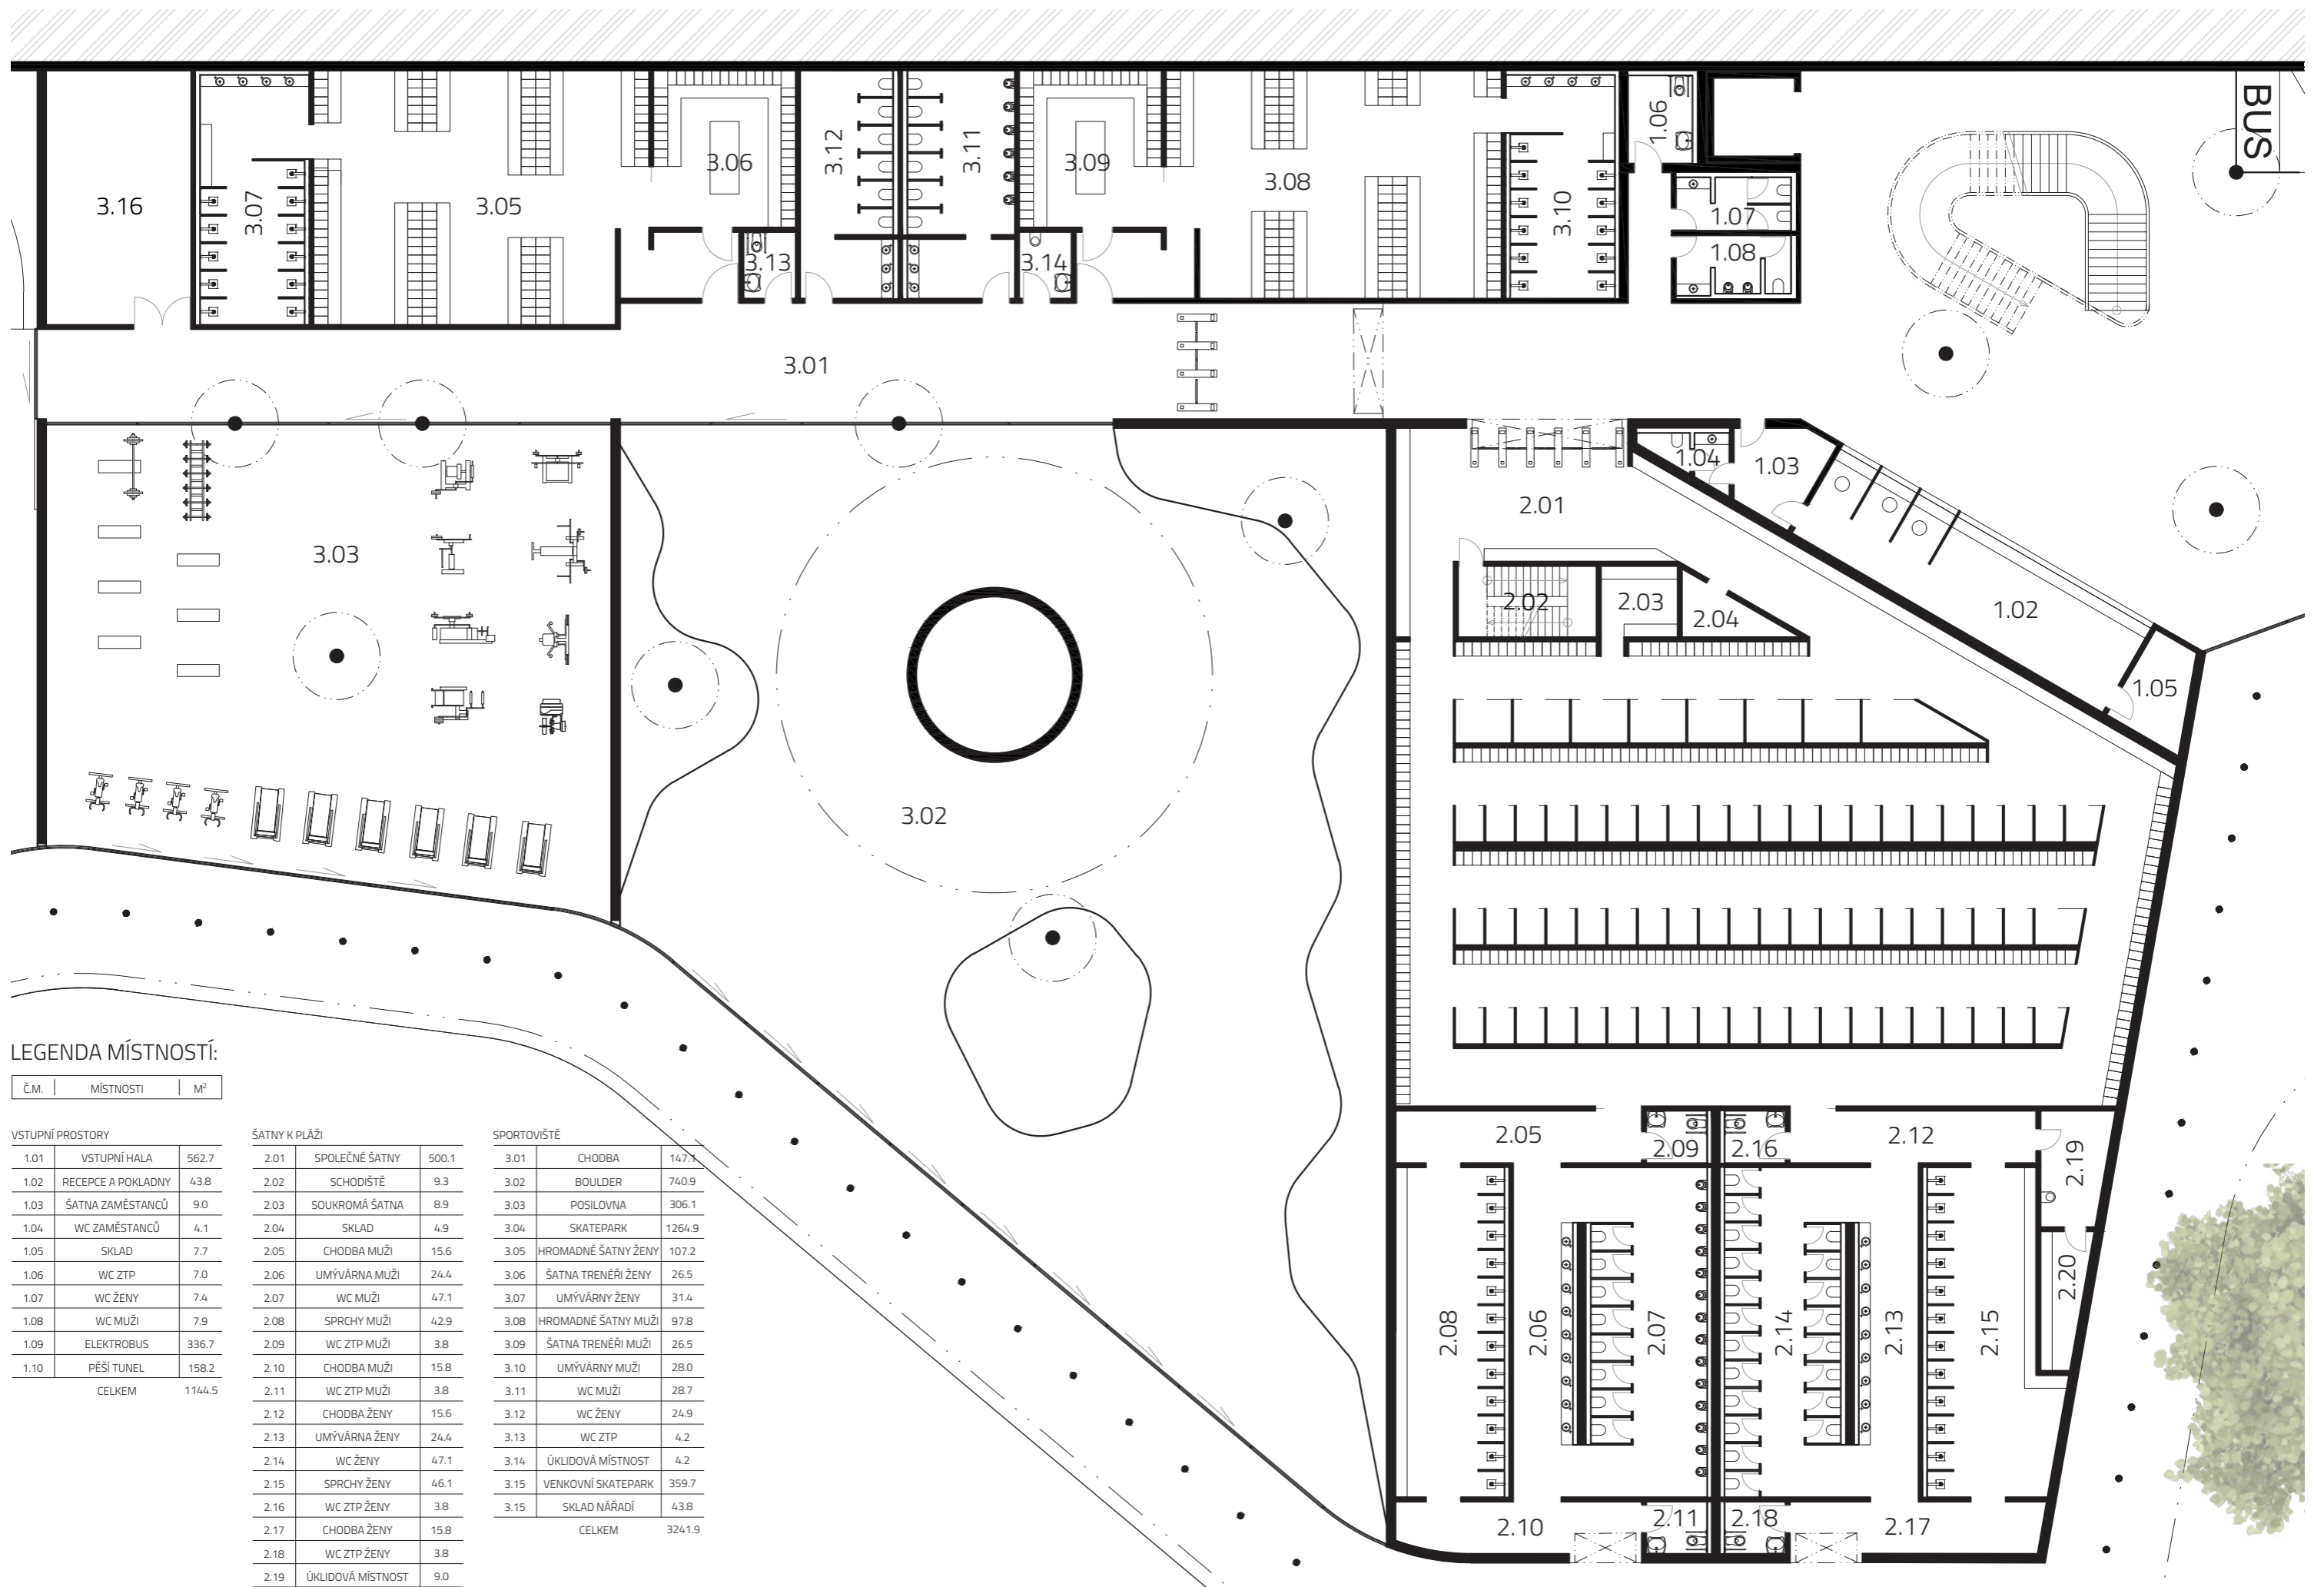 BUS
1.06
3.12
3.11
3.06
3.09
3.08
3.16
3.07
3.05
3.10
1.07
1.08
3.13
3.14
3.01
1.04
1.03
2.01
3.03
2.02
2.03
2.04
1.02
1.05
3.02
2.05
2.09
2.16
2.12
2.19
2.20
2.08
2.06
2.07
2.14
2.13
2.15
2.10
2.11
2.18
2.17
LEGENDA MÍSTNOSTÍ:
Č.M. MÍSTNOSTI M²
VSTUPNÍ PROSTORY
1.01 VSTUPNÍ HALA 562.7
1.02 RECEPCE A POKLADNY 43.8
1.03 ŠATNA ZAMĚSTANCŮ 9.0
1.04 WC ZAMĚSTANCŮ 4.1
1.05 SKLAD 7.7
1.06 WC ZTP 7.0
1.07 WC ŽENY 7.4
1.08 WC MUŽI 7.9
1.09 ELEKTROBUS 336.7
1.10 PĚŠÍ TUNEL 158.2
CELKEM 1144.5
ŠATNY K PLÁŽI
2.01 SPOLEČNÉ ŠATNY 500.1
2.02 SCHODIŠTĚ 9.3
2.03 SOUKROMÁ ŠATNA 8.9
2.04 SKLAD 4.9
2.05 CHODBA MUŽI 15.6
2.06 UMÝVÁRNA MUŽI 24.4
2.07 WC MUŽI 47.1
2.08 SPRCHY MUŽI 42.9
2.09 WC ZTP MUŽI 3.8
2.10 CHODBA MUŽI 15.8
2.11 WC ZTP MUŽI 3.8
2.12 CHODBA ŽENY 15.6
2.13 UMÝVÁRNA ŽENY 24.4
2.14 WC ŽENY 47.1
2.15 SPRCHY ŽENY 46.1
2.16 WC ZTP ŽENY 3.8
2.17 CHODBA ŽENY 15.8
2.18 WC ZTP ŽENY 3.8
2.19 ÚKLIDOVÁ MÍSTNOST 9.0
SPORTOVIŠTĚ
3.01 CHODBA 147.1
3.02 BOULDER 740.9
3.03 POSILOVNA 306.1
3.04 SKATEPARK 1264.9
3.05 HROMADNÉ ŠATNY ŽENY 107.2
3.06 ŠATNA TRENÉŘI ŽENY 26.5
3.07 UMÝVÁRNY ŽENY 31.4
3.08 HROMADNÉ ŠATNY MUŽI 97.8
3.09 ŠATNA TRENÉŘI MUŽI 26.5
3.10 UMÝVÁRNY MUŽI 28.0
3.11 WC MUŽI 28.7
3.12 WC ŽENY 24.9
3.13 WC ZTP 4.2
3.14 ÚKLIDOVÁ MÍSTNOST 4.2
3.15 VENKOVNÍ SKATEPARK 359.7
3.15 SKLAD NÁŘADÍ 43.8
CELKEM 3241.9